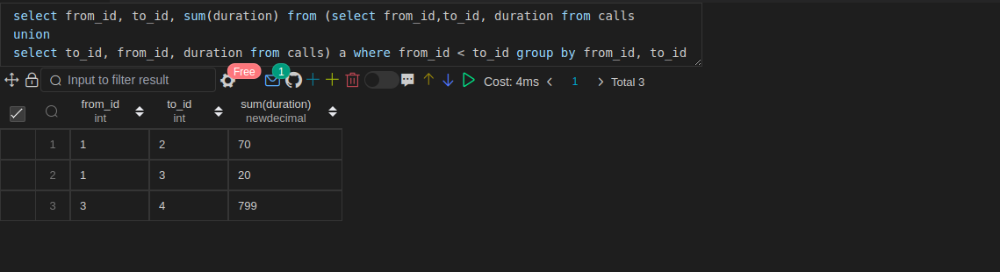 select from_id, to_id, sum(duration) from (select from_id,to_id, duration from calls
union
select to_id, from_id, duration from calls) a where from_id < to_id group by from_id, to_id
Input to filter result Free 1 Cost: 4ms < 1 > Total 3
from_id to_id sum(duration)
int int newdecimal
1 1 2 70
2 1 3 20
3 3 4 799